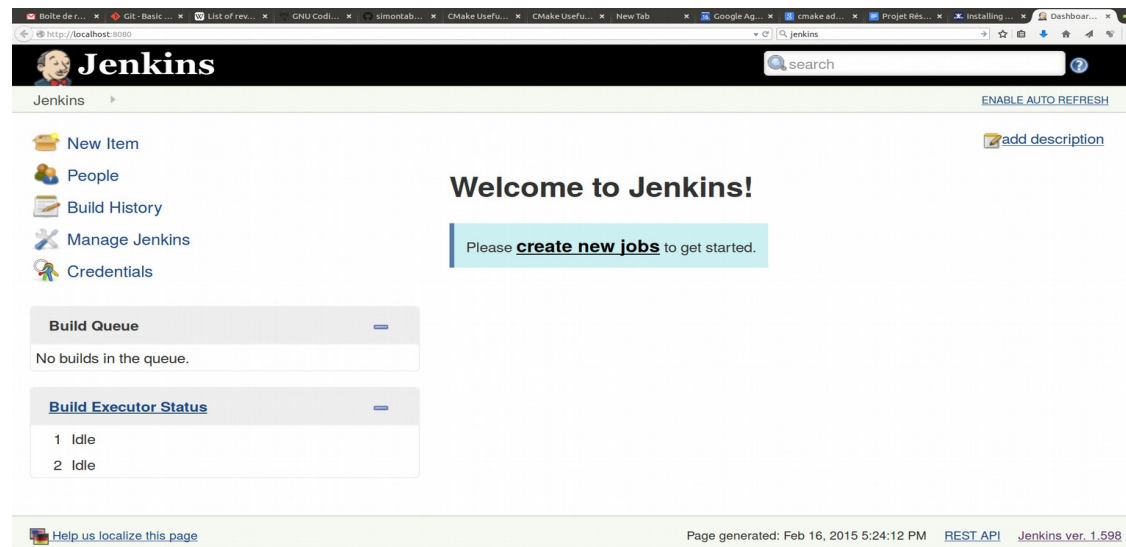 Boîte de r... Git - Basic ... List of rev... GNU Codi... simontab... CMake Usefu... CMake Usefu... New Tab Google Ag... cmake ad... Projet Rés... Installing ... Dashboar...
http://localhost:8080 jenkins
Jenkins search
Jenkins ENABLE AUTO REFRESH
New Item add description
People
Welcome to Jenkins!
Build History
Manage Jenkins
Please create new jobs to get started.
Credentials
Build Queue
No builds in the queue.
Build Executor Status
1 Idle
2 Idle
Help us localize this page Page generated: Feb 16, 2015 5:24:12 PM REST API Jenkins ver. 1.598